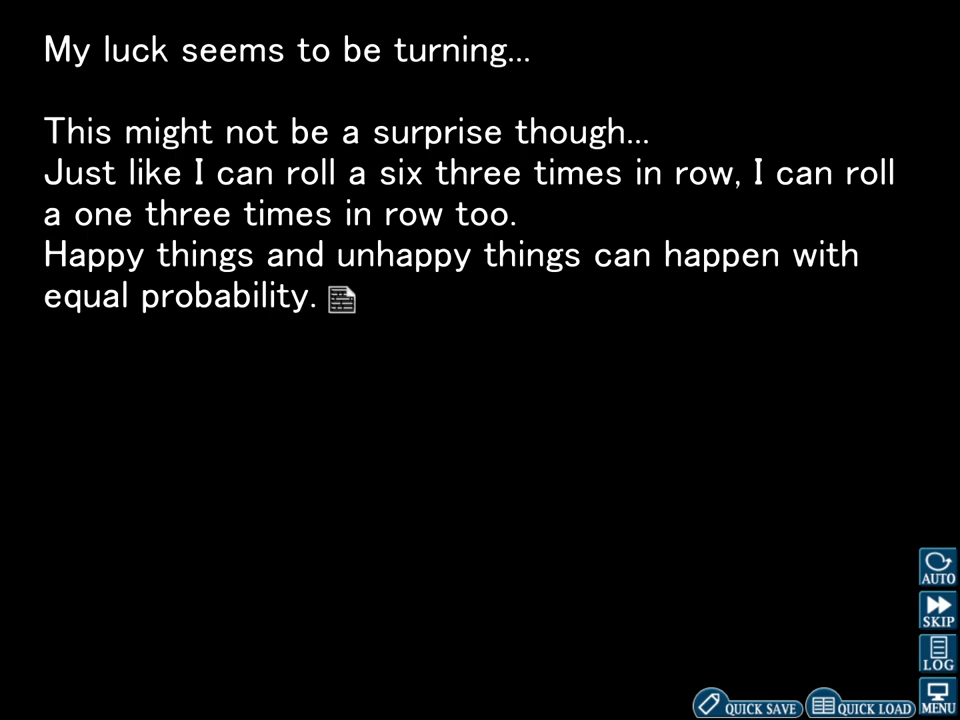 My luck seems to be turning...
This might not be a surprise though...
Just like I can roll a six three times in row, I can roll
a one three times in row too.
Happy things and unhappy things can happen with
equal probability.
AUTO
SKIP
LOG
QUICK SAVE
QUICK LOAD
MENU